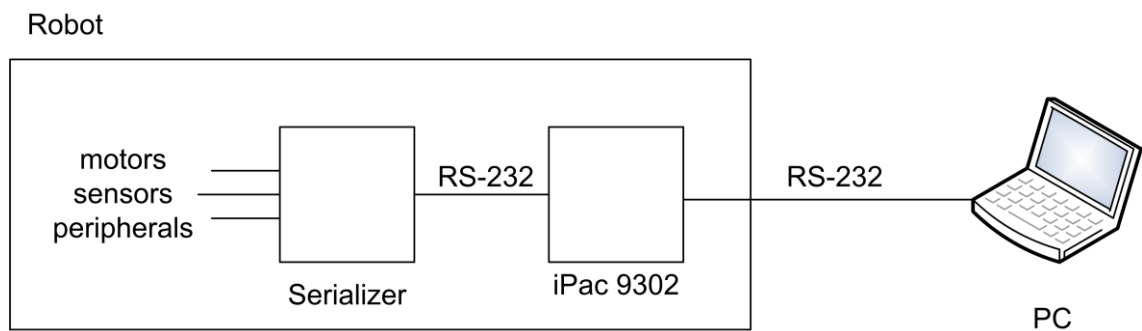 Robot
motors
sensors
peripherals
RS-232
RS-232
Serializer
iPac 9302
PC